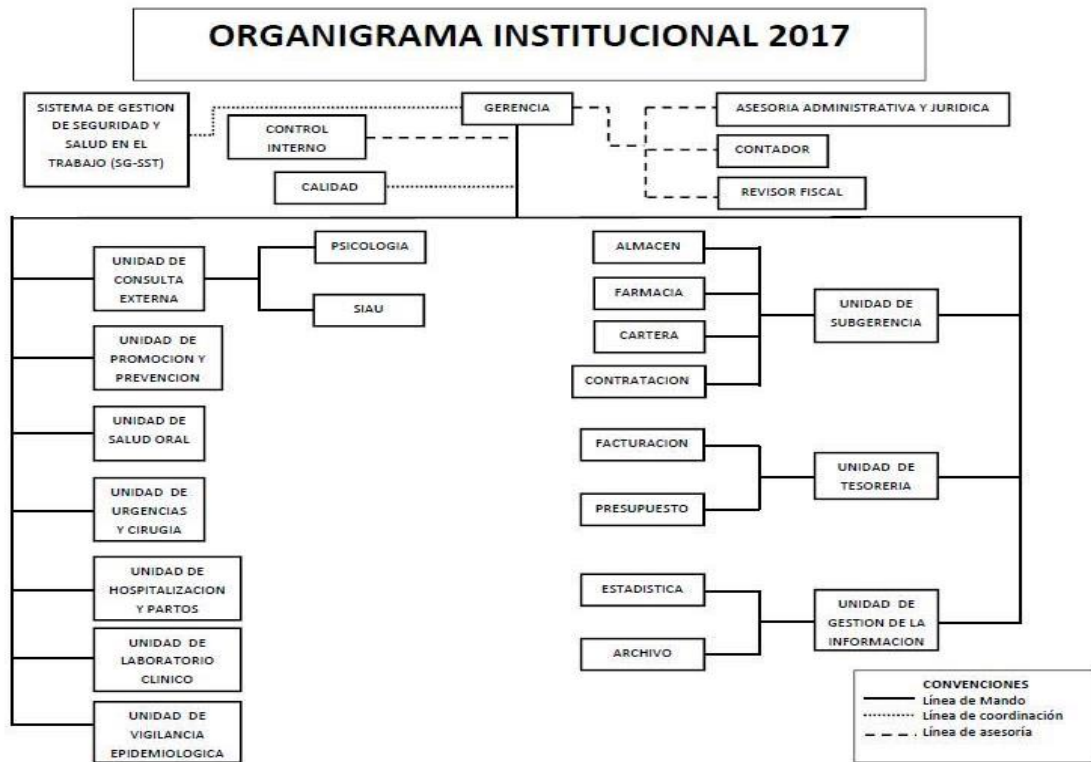 ORGANIGRAMA INSTITUCIONAL 2017
SISTEMA DE GESTION
DE SEGURIDAD Y
SALUD EN EL
TRABAJO (SG-SST)
GERENCIA
ASESORIA ADMINISTRATIVA Y JURIDICA
CONTROL
INTERNO
CONTADOR
CALIDAD
REVISOR FISCAL
UNIDAD DE
CONSULTA
EXTERNA
PSICOLOGIA
SIAU
UNIDAD DE
PROMOCION Y
PREVENCION
UNIDAD DE
SALUD ORAL
UNIDAD DE
URGENCIAS
Y CIRUGIA
UNIDAD DE
HOSPITALIZACION
Y PARTOS
UNIDAD DE
LABORATORIO
CLINICO
UNIDAD DE
VIGILANCIA
EPIDEMIOLOGICA
ALMACEN
FARMACIA
CARTERA
CONTRATACION
UNIDAD DE
SUBGERENCIA
FACTURACION
PRESUPUESTO
UNIDAD DE
TESORERIA
ESTADISTICA
ARCHIVO
UNIDAD DE
GESTION DE LA
INFORMACION
CONVENCIONES
Línea de Mando
Línea de coordinación
Línea de asesoría